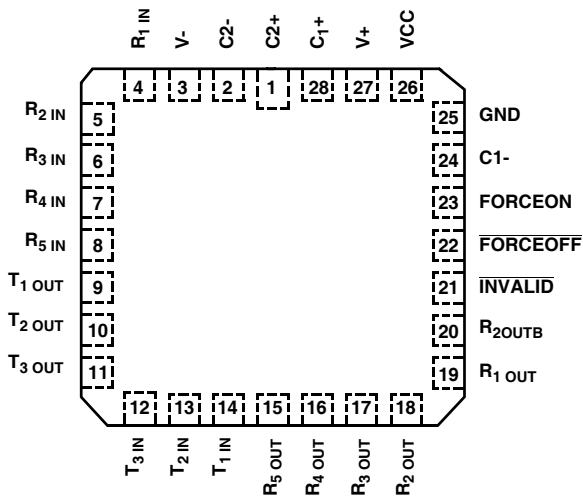 R1 IN
V-
C2-
C2+
C1+
V+
VCC
4
3
2
1
28
27
26
R2 IN
5
R3 IN
6
R4 IN
7
R5 IN
8
T1 OUT
9
T2 OUT
10
T3 OUT
11
25
GND
24
C1-
23
FORCEON
22
FORCEOFF
21
INVALID
20
R2OUTB
19
R1 OUT
12
13
14
15
16
17
18
T3 IN
T2 IN
T1 IN
R5 OUT
R4 OUT
R3 OUT
R2 OUT